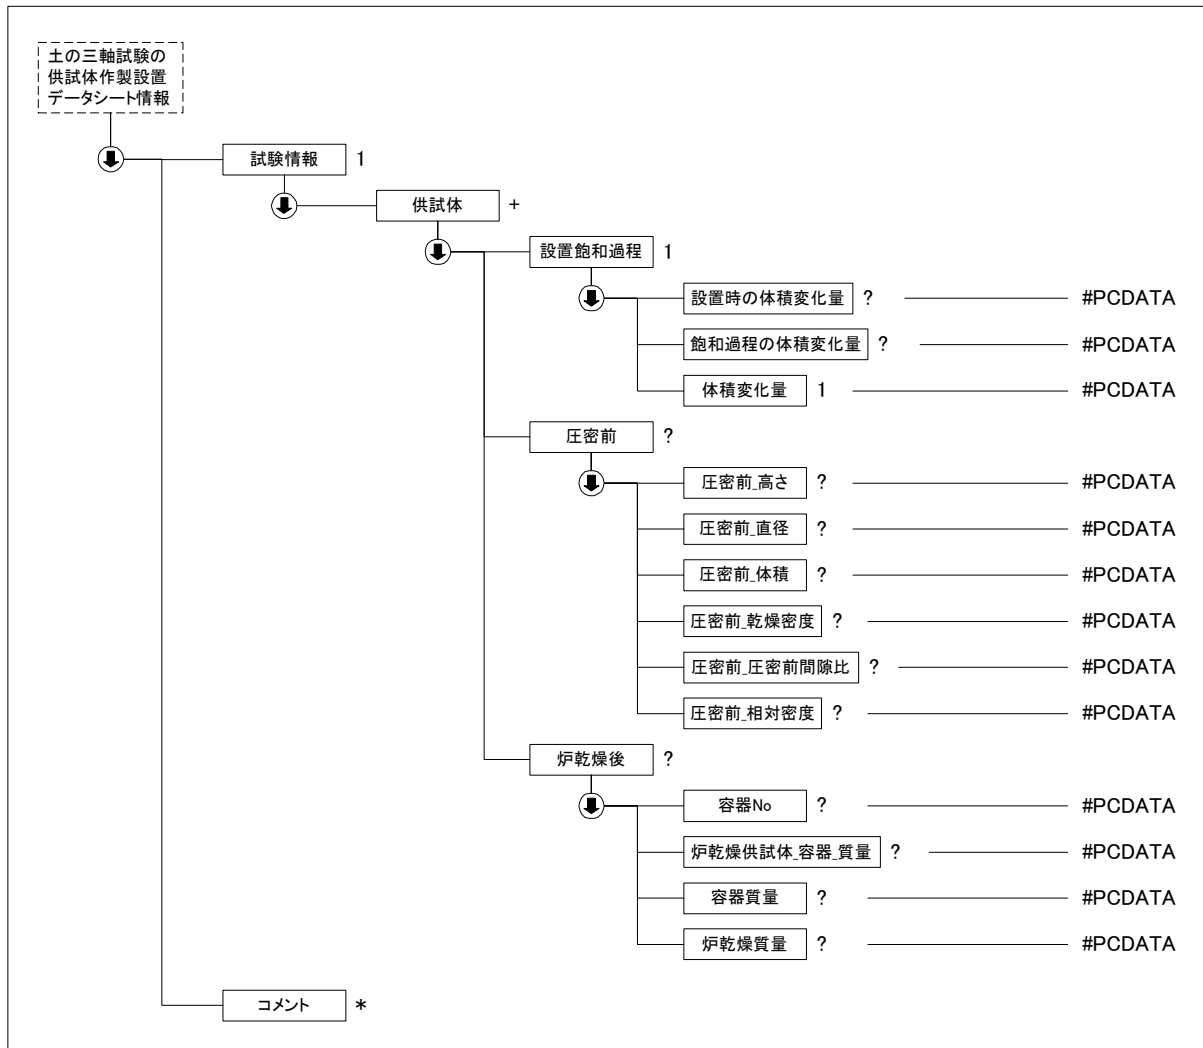 土の三軸試験の
供試体作製設置
データシート情報
試験情報 1
供試体 +
設置飽和過程 1
設置時の体積変化量 ? #PCDATA
飽和過程の体積変化量 ? #PCDATA
体積変化量 1 #PCDATA
圧密前 ?
圧密前_高さ ? #PCDATA
圧密前_直径 ? #PCDATA
圧密前_体積 ? #PCDATA
圧密前_乾燥密度 ? #PCDATA
圧密前_圧密前間隙比 ? #PCDATA
圧密前_相対密度 ? #PCDATA
炉乾燥後 ?
容器No ? #PCDATA
炉乾燥供試体_容器_質量 ? #PCDATA
容器質量 ? #PCDATA
炉乾燥質量 ? #PCDATA
コメント *